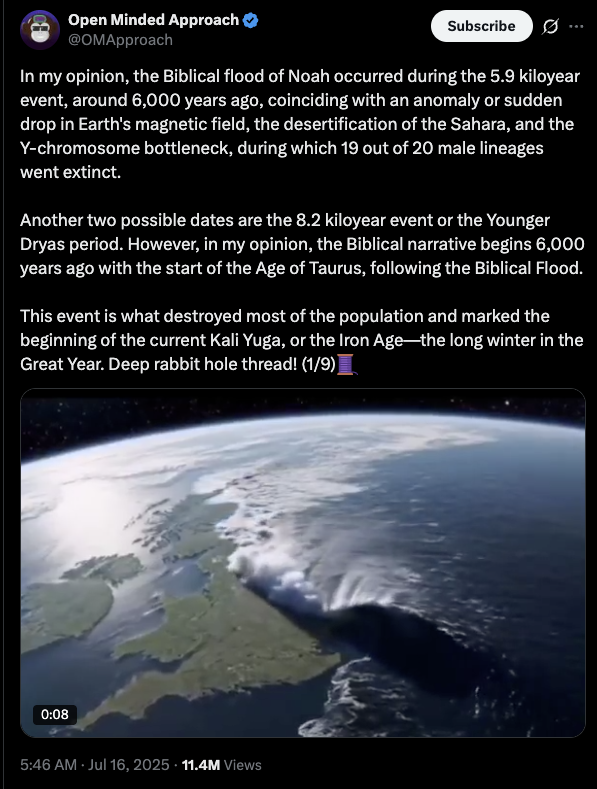 Open Minded Approach
@OMApproach
Subscribe
In my opinion, the Biblical flood of Noah occurred during the 5.9 kiloyear
event, around 6,000 years ago, coinciding with an anomaly or sudden
drop in Earth's magnetic field, the desertification of the Sahara, and the
Y-chromosome bottleneck, during which 19 out of 20 male lineages
went extinct.
Another two possible dates are the 8.2 kiloyear event or the Younger
Dryas period. However, in my opinion, the Biblical narrative begins 6,000
years ago with the start of the Age of Taurus, following the Biblical Flood.
This event is what destroyed most of the population and marked the
beginning of the current Kali Yuga, or the Iron Age—the long winter in the
Great Year. Deep rabbit hole thread! (1/9)🧵
0:08
5:46 AM · Jul 16, 2025 · 11.4M Views